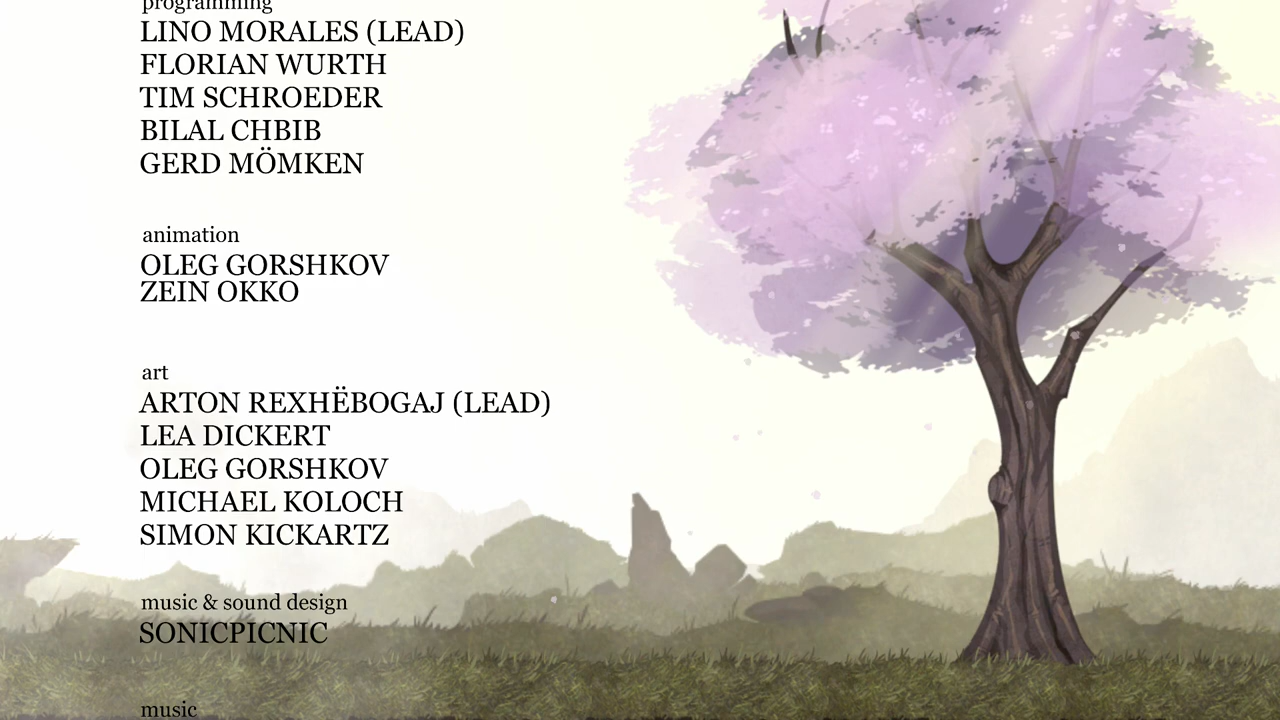 programming
LINO MORALES (LEAD)
FLORIAN WURTH
TIM SCHROEDER
BILAL CHBIB
GERD MÖMKEN
animation
OLEG GORSHKOV
ZEIN OKKO
art
ARTON REXHËBOGAJ (LEAD)
LEA DICKERT
OLEG GORSHKOV
MICHAEL KOLOCH
SIMON KICKARTZ
music & sound design
SONICPICNIC
music